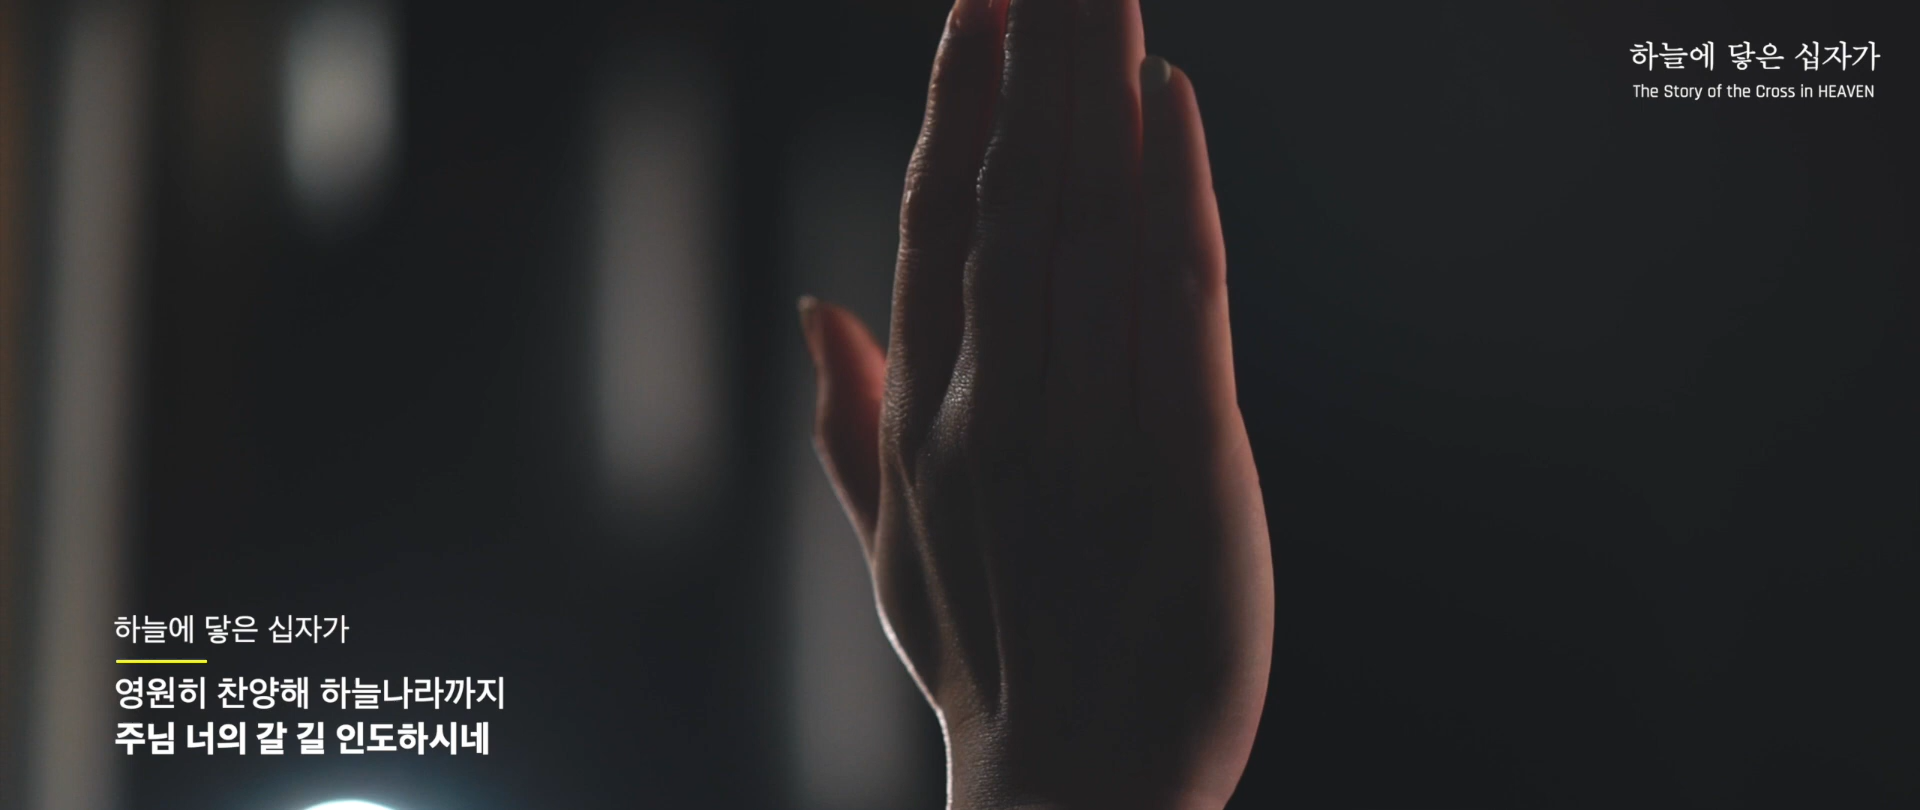 하늘에 닿은 십자가
The Story of the Cross in HEAVEN
하늘에 닿은 십자가
영원히 찬양해 하늘나라까지
주님 너의 갈 길 인도하시네